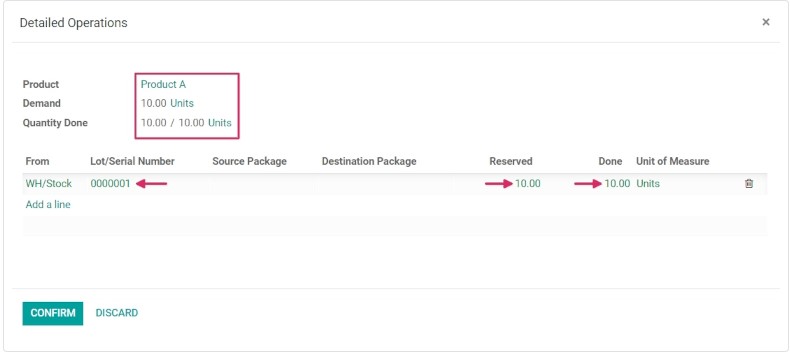 Detailed Operations ×
Product Product A
Demand 10.00 Units
Quantity Done 10.00 / 10.00 Units
From Lot/Serial Number Source Package Destination Package Reserved Done Unit of Measure
WH/Stock 0000001 10.00 10.00 Units
Add a line
CONFIRM DISCARD